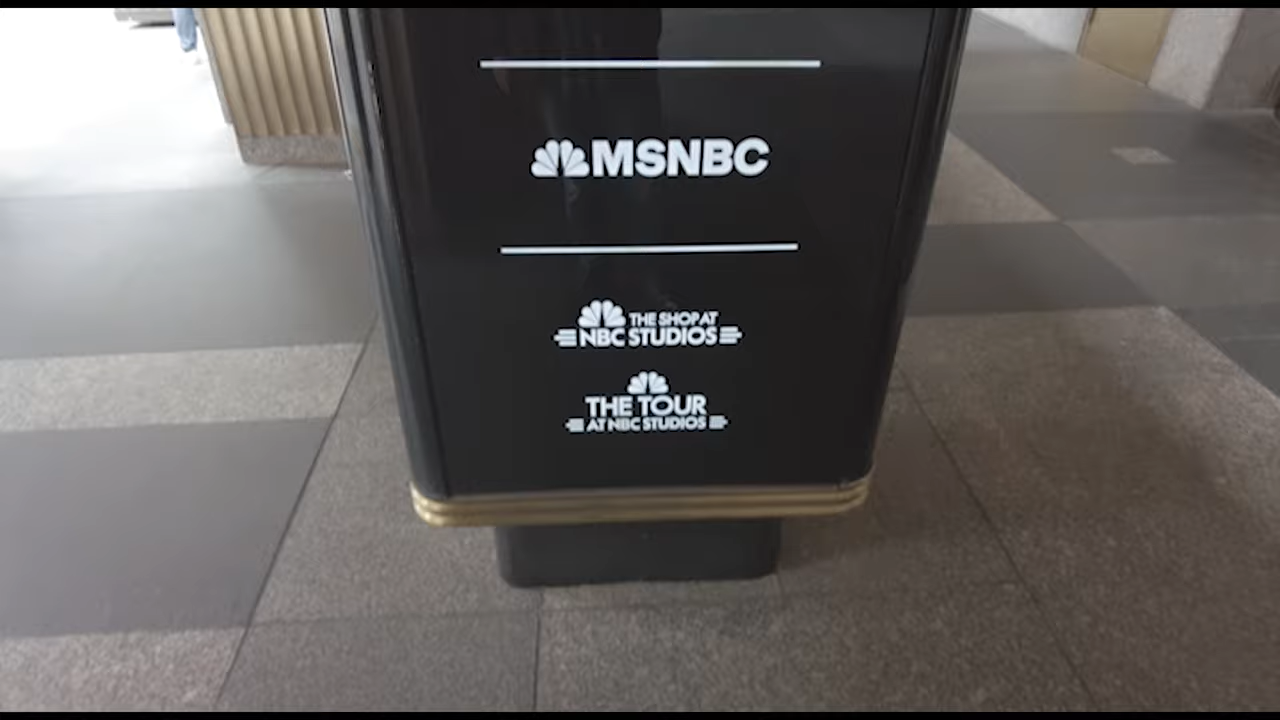 MSNBC
THE SHOP AT
NBC STUDIOS
THE TOUR
AT NBC STUDIOS